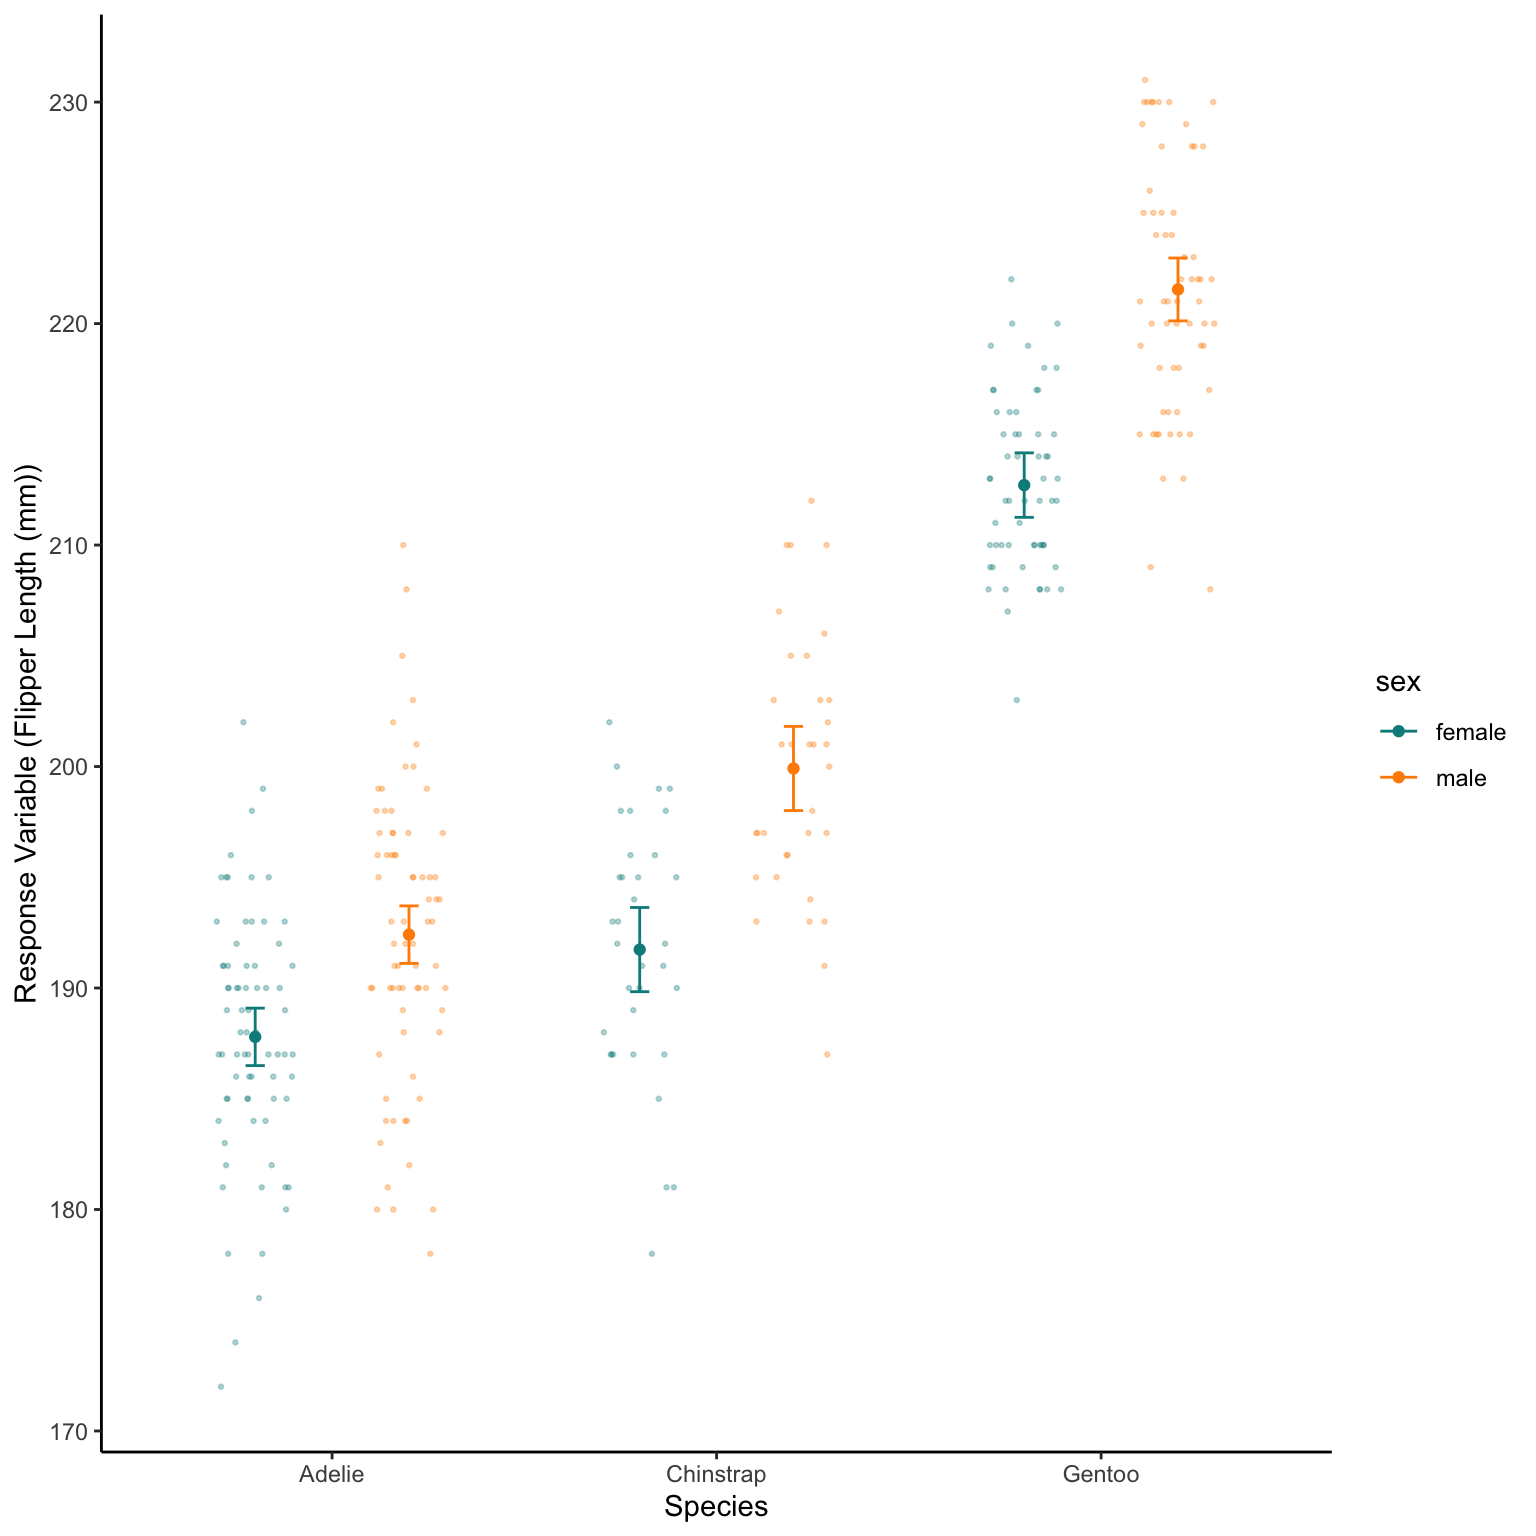 Response Variable (Flipper Length (mm))
230
220
210
200
190
180
170
Adelie
Chinstrap
Gentoo
Species
sex
female
male